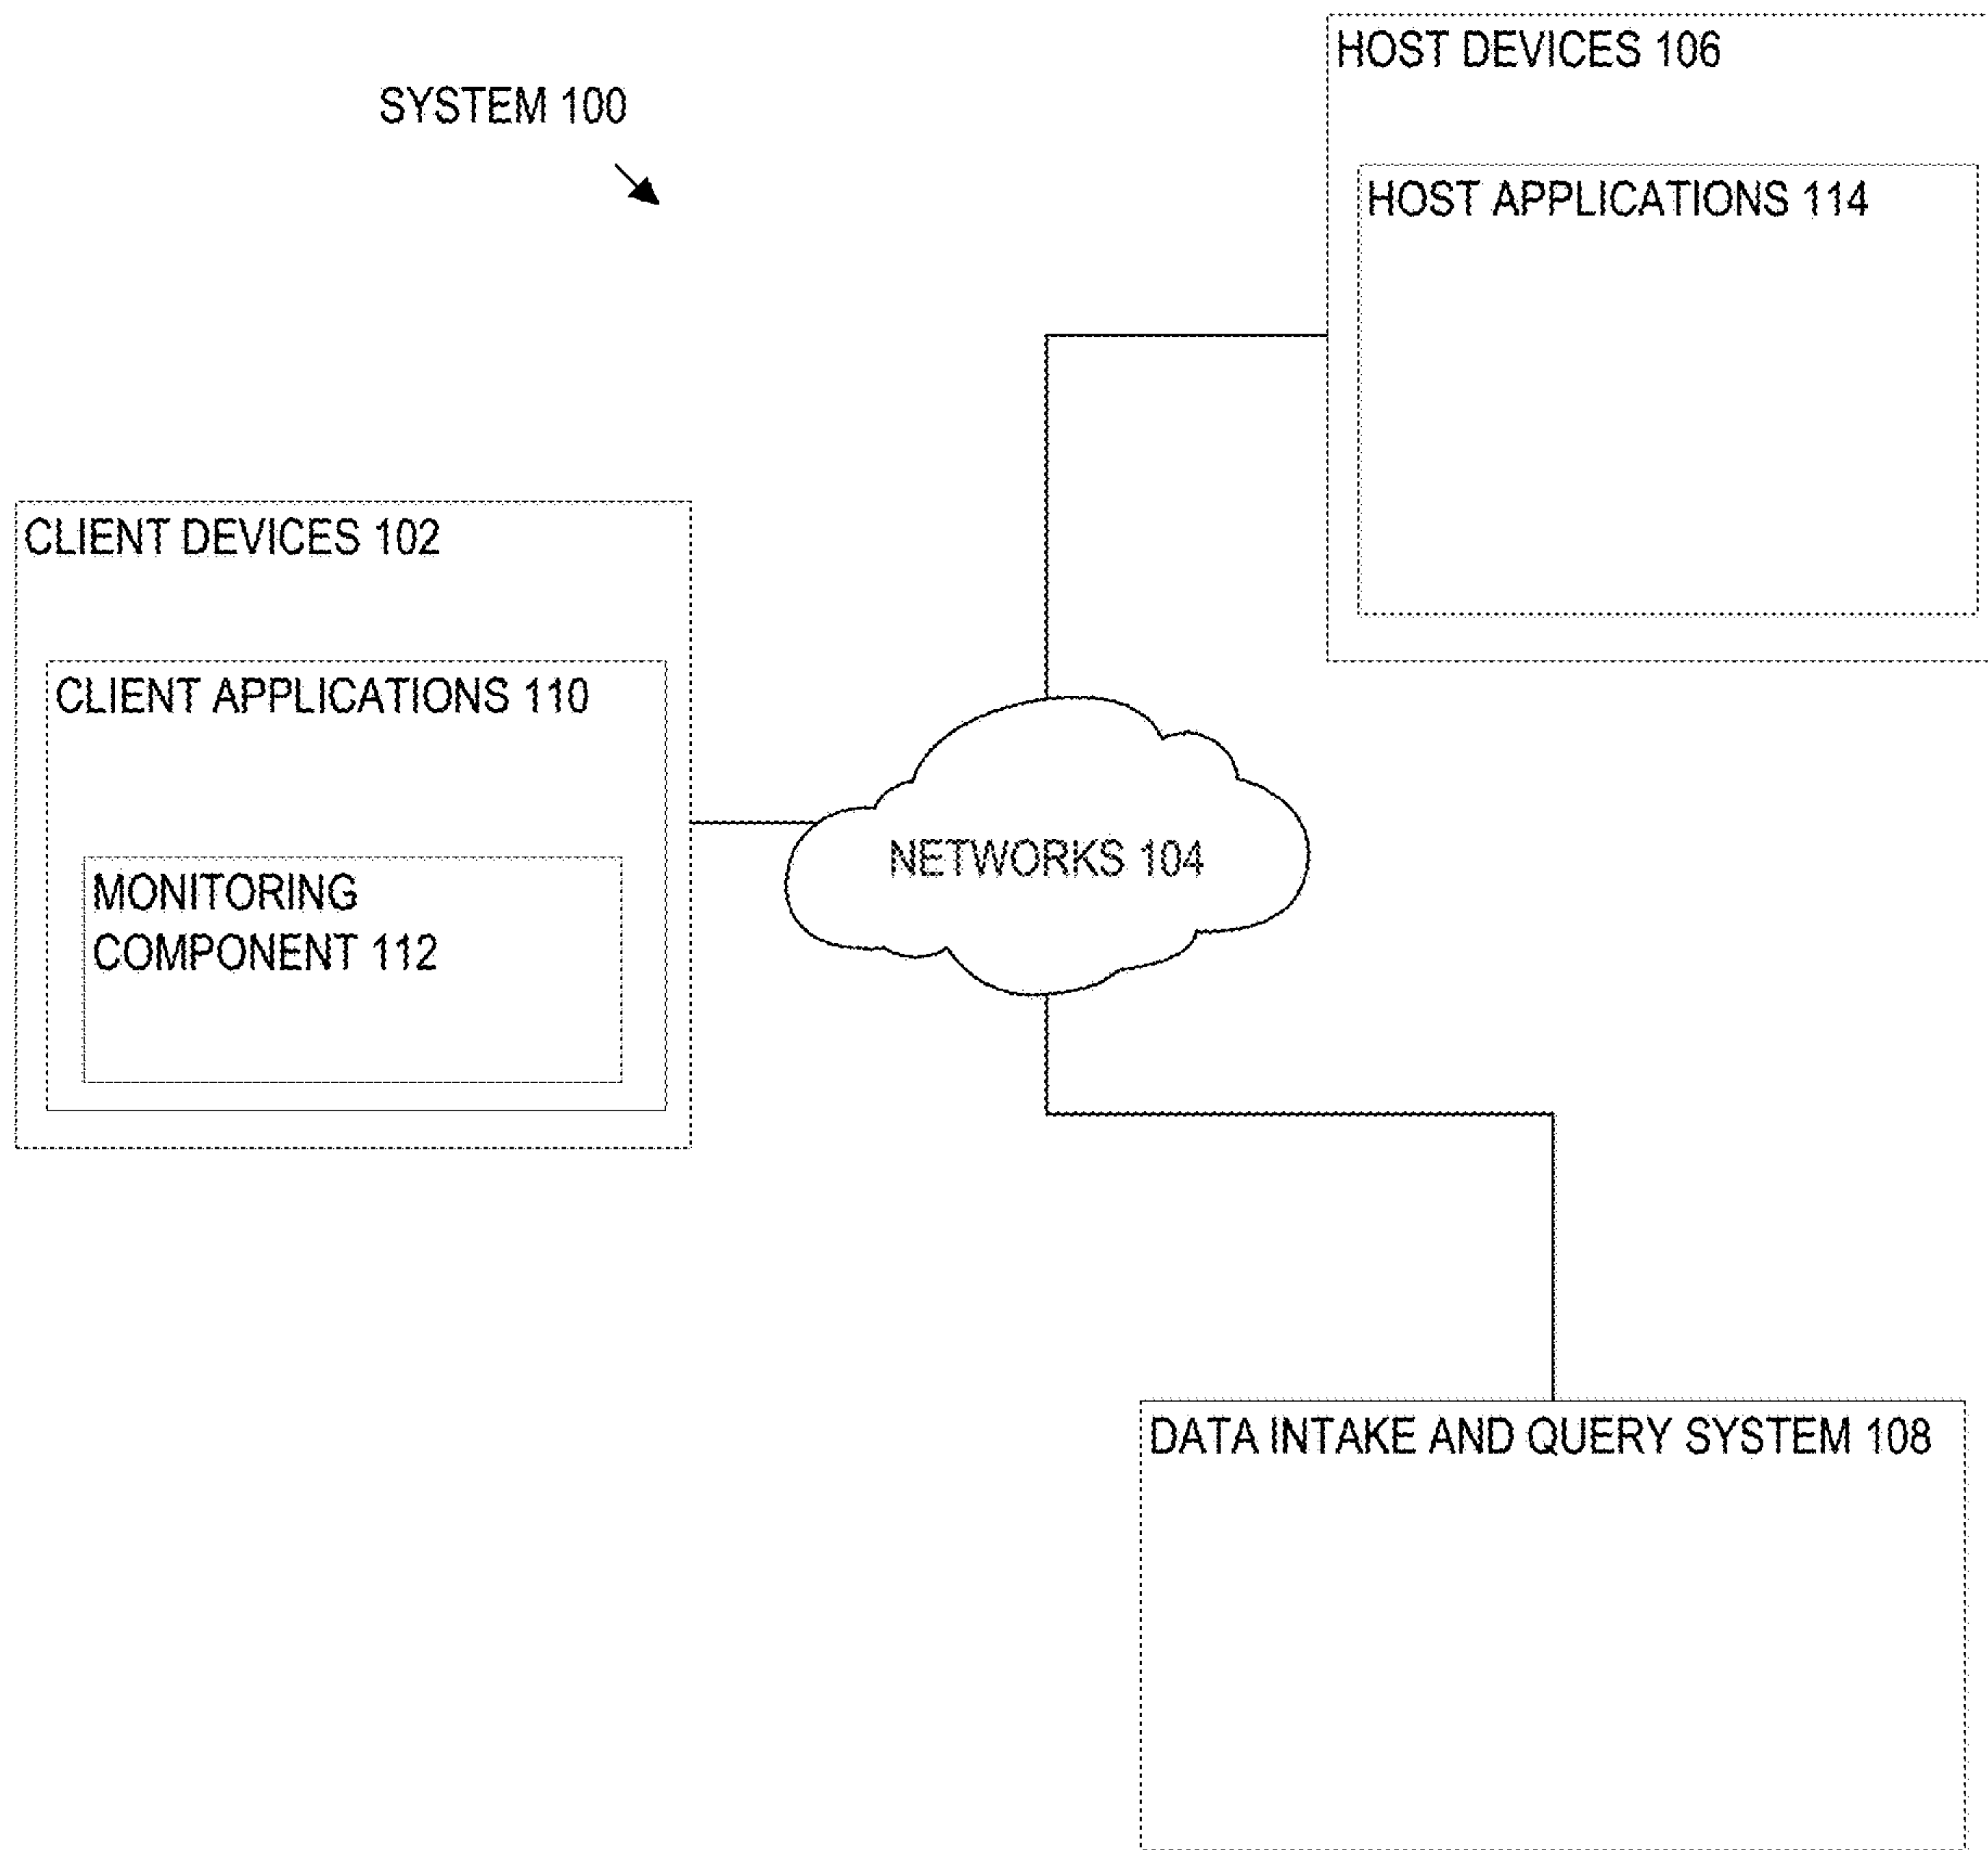 SYSTEM 100
HOST DEVICES 106
HOST APPLICATIONS 114
CLIENT DEVICES 102
CLIENT APPLICATIONS 110
MONITORING
COMPONENT 112
NETWORKS 104
DATA INTAKE AND QUERY SYSTEM 108